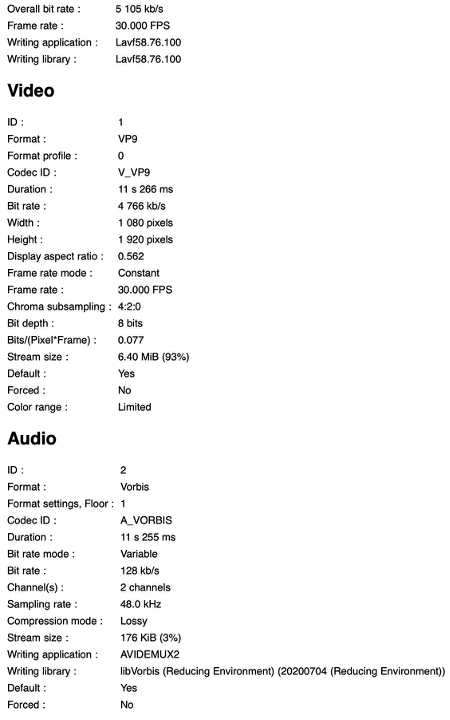 Overall bit rate : 5 105 kb/s
Frame rate : 30.000 FPS
Writing application : Lavf58.76.100
Writing library : Lavf58.76.100
Video
ID : 1
Format : VP9
Format profile : 0
Codec ID : V_VP9
Duration : 11 s 266 ms
Bit rate : 4 766 kb/s
Width : 1 080 pixels
Height : 1 920 pixels
Display aspect ratio : 0.562
Frame rate mode : Constant
Frame rate : 30.000 FPS
Chroma subsampling : 4:2:0
Bit depth : 8 bits
Bits/(Pixel*Frame) : 0.077
Stream size : 6.40 MiB (93%)
Default : Yes
Forced : No
Color range : Limited
Audio
ID : 2
Format : Vorbis
Format settings, Floor : 1
Codec ID : A_VORBIS
Duration : 11 s 255 ms
Bit rate mode : Variable
Bit rate : 128 kb/s
Channel(s) : 2 channels
Sampling rate : 48.0 kHz
Compression mode : Lossy
Stream size : 176 KiB (3%)
Writing application : AVIDEMUX2
Writing library : libVorbis (Reducing Environment) (20200704 (Reducing Environment))
Default : Yes
Forced : No